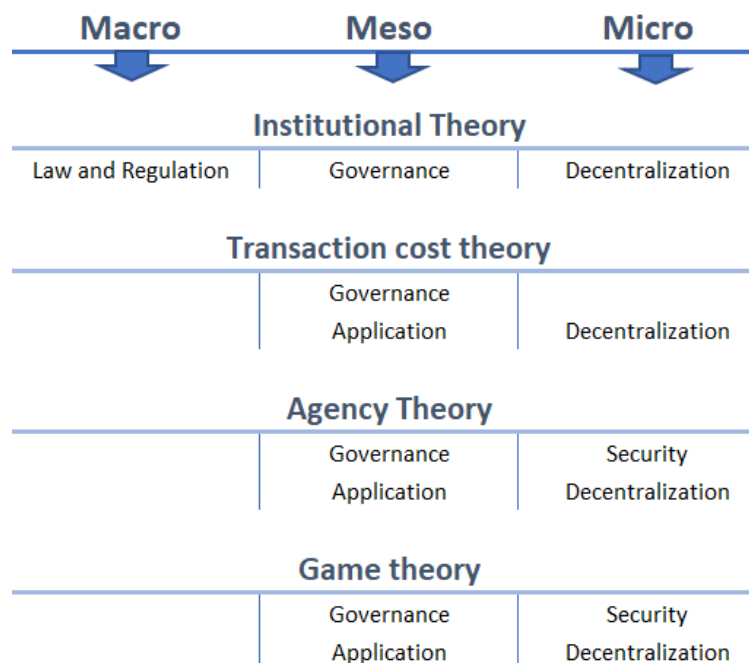 Macro Meso Micro
Institutional Theory
Law and Regulation Governance Decentralization
Transaction cost theory
Governance
Application Decentralization
Agency Theory
Governance Security
Application Decentralization
Game theory
Governance Security
Application Decentralization